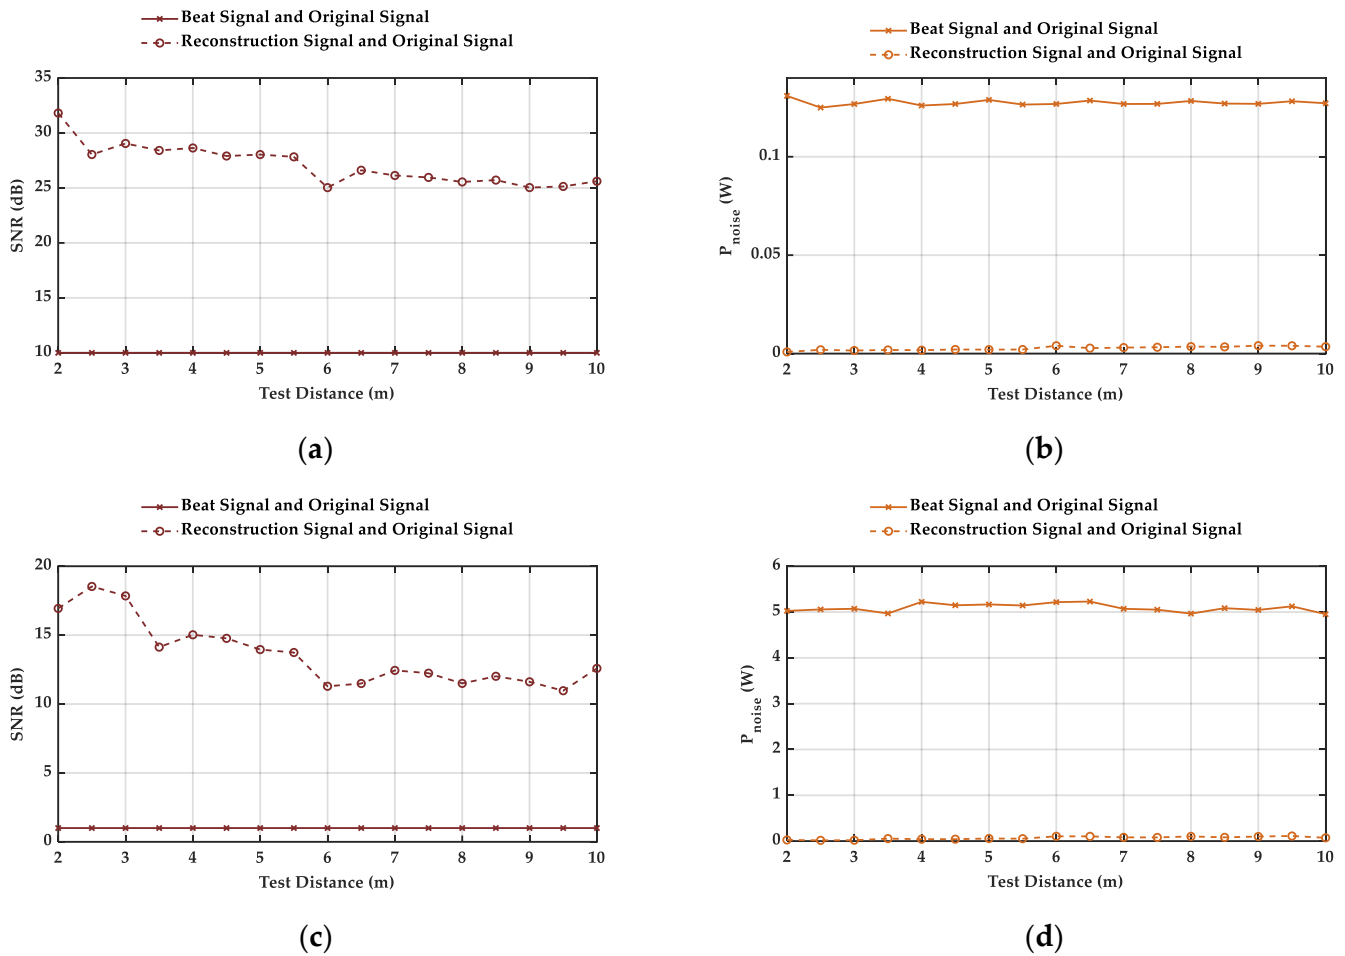 Beat Signal and Original Signal
Reconstruction Signal and Original Signal
35
30
25
20
15
10
SNR (dB)
2 3 4 5 6 7 8 9 10
Test Distance (m)
(a)
Beat Signal and Original Signal
Reconstruction Signal and Original Signal
0.1
0.05
0
P_noise (W)
2 3 4 5 6 7 8 9 10
Test Distance (m)
(b)
Beat Signal and Original Signal
Reconstruction Signal and Original Signal
20
15
10
5
0
SNR (dB)
2 3 4 5 6 7 8 9 10
Test Distance (m)
(c)
Beat Signal and Original Signal
Reconstruction Signal and Original Signal
6
5
4
3
2
1
0
P_noise (W)
2 3 4 5 6 7 8 9 10
Test Distance (m)
(d)